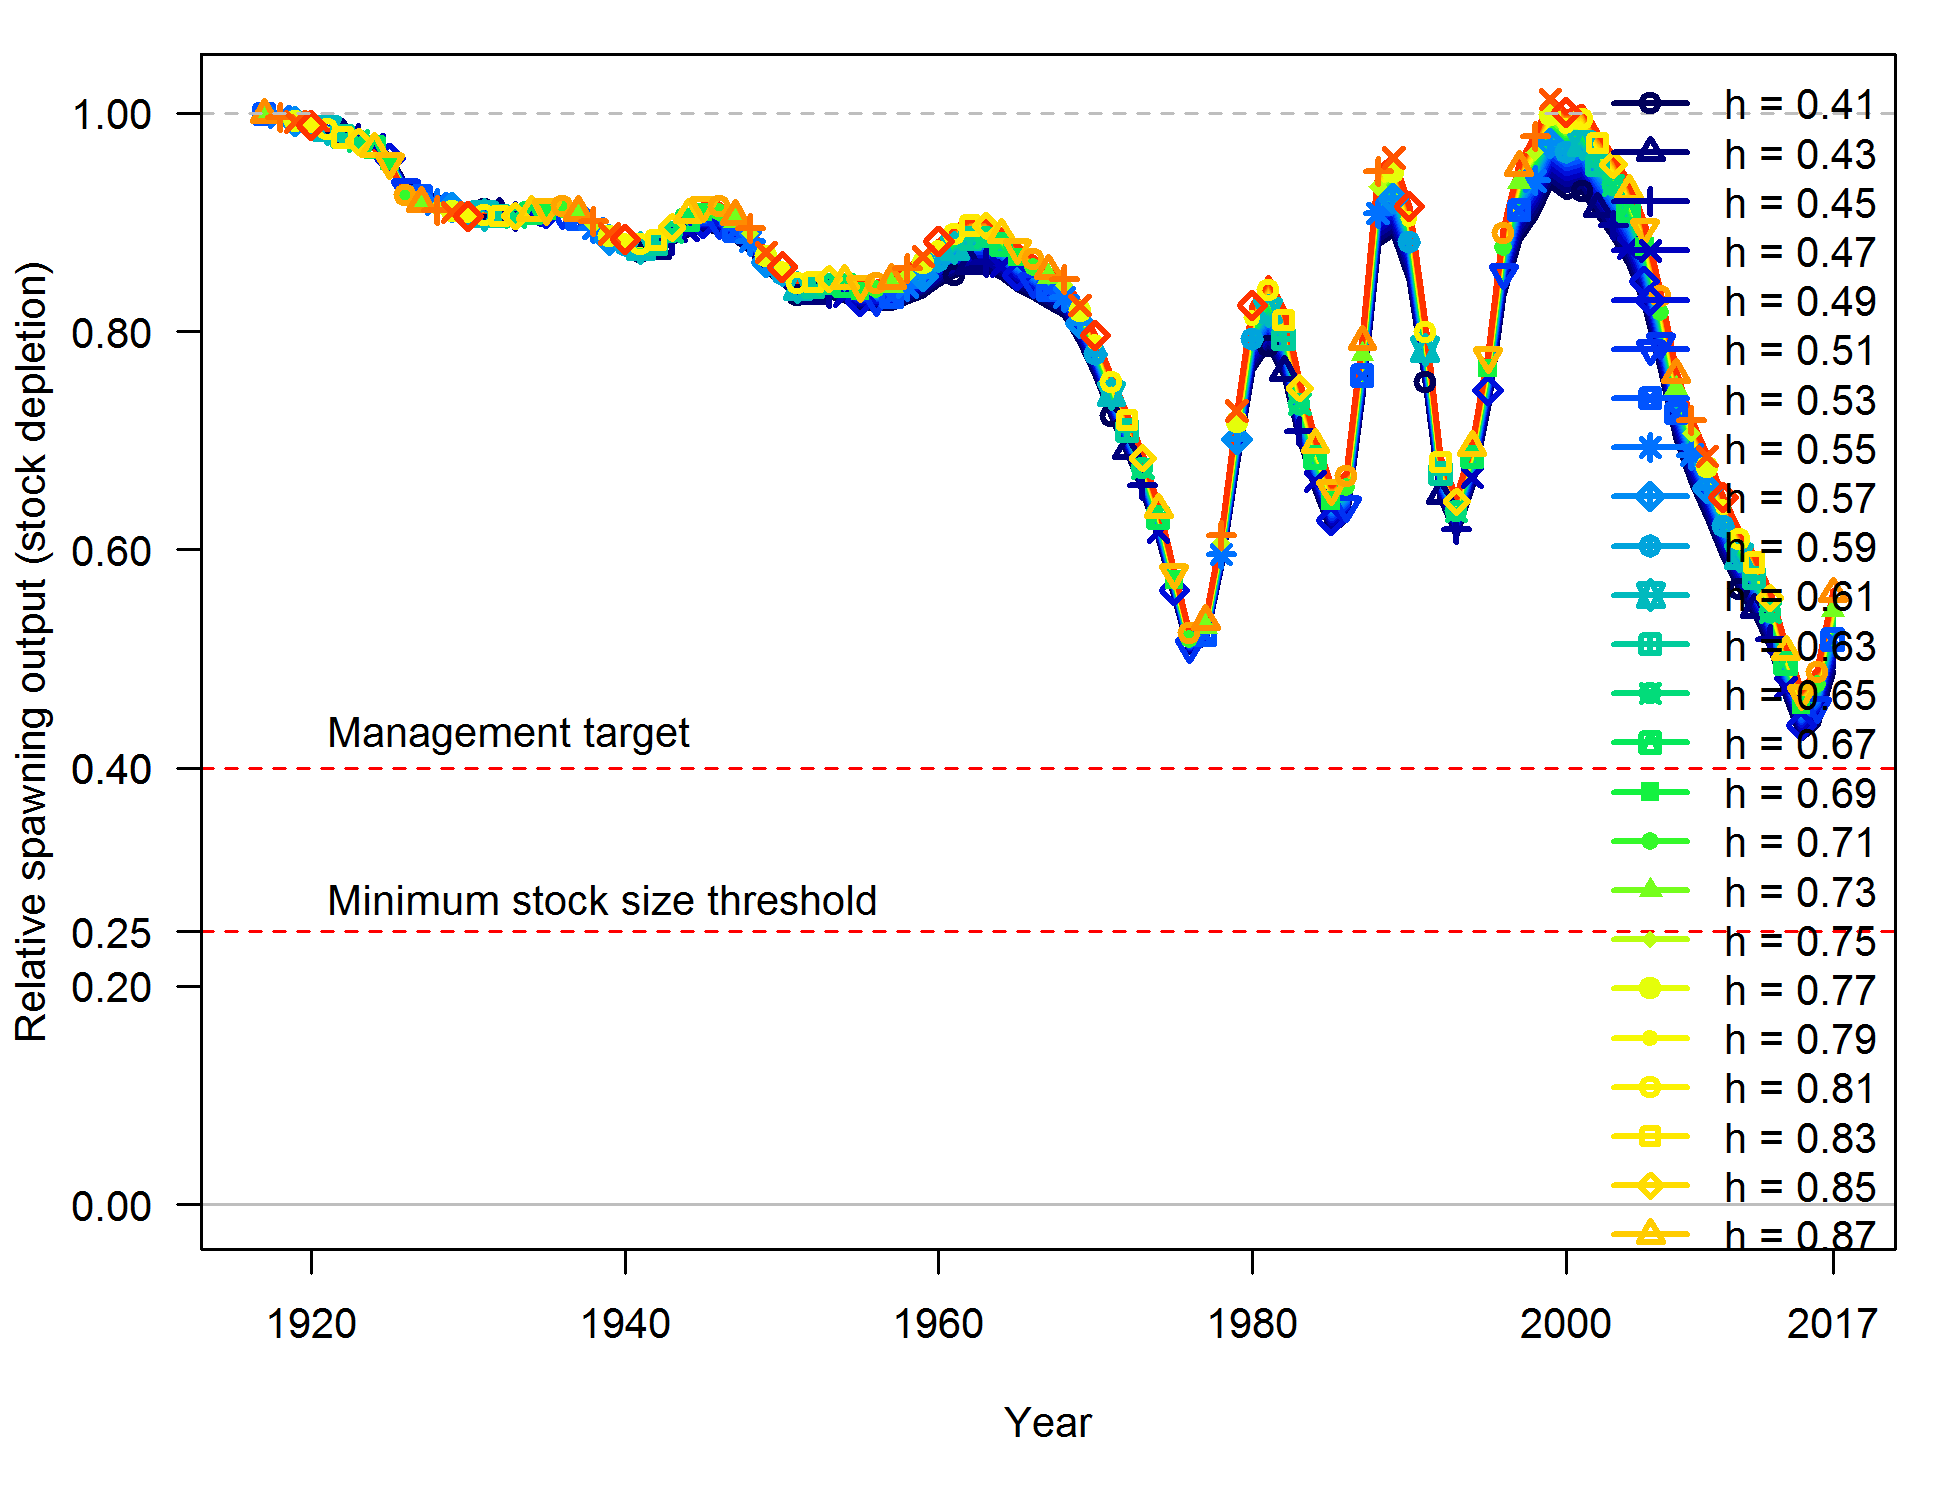 Relative spawning output (stock depletion)
1.00
0.80
0.60
0.40
0.25
0.20
0.00
Management target
Minimum stock size threshold
h = 0.41
h = 0.43
h = 0.45
h = 0.47
h = 0.49
h = 0.51
h = 0.53
h = 0.55
h = 0.57
h = 0.59
h = 0.61
h = 0.63
h = 0.65
h = 0.67
h = 0.69
h = 0.71
h = 0.73
h = 0.75
h = 0.77
h = 0.79
h = 0.81
h = 0.83
h = 0.85
h = 0.87
1920 1940 1960 1980 2000 2017
Year